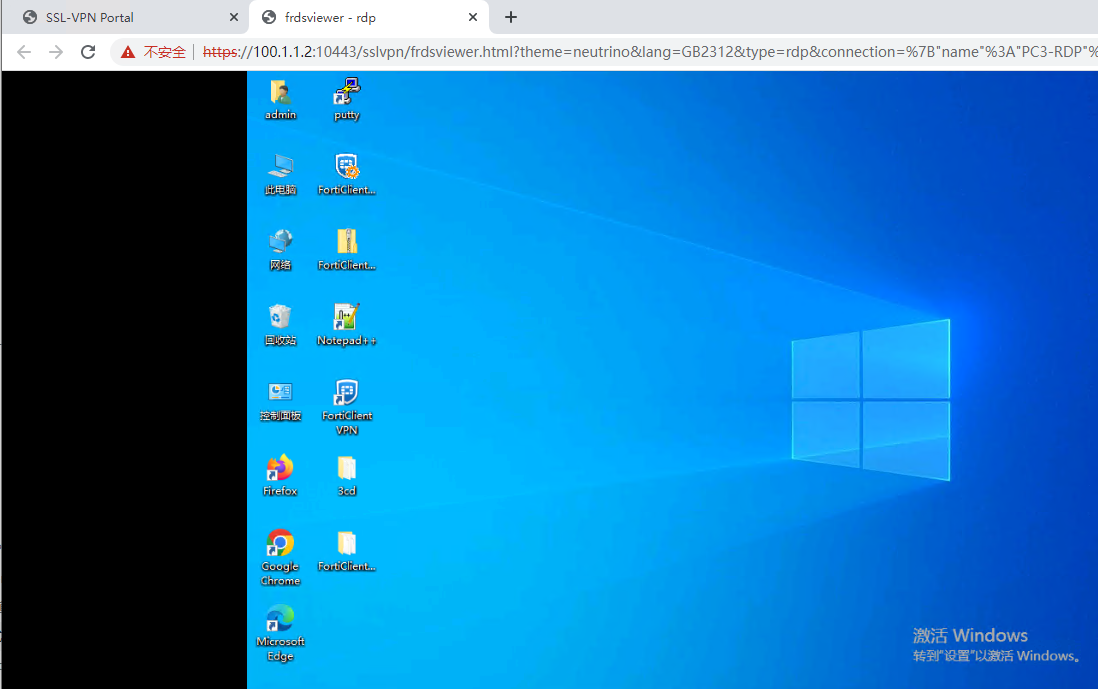 SSL-VPN Portal
frdsviewer - rdp
不安全
https://100.1.1.2:10443/sslvpn/frdsviewer.html?theme=neutrino&lang=GB2312&type=rdp&connection=%7B"name"%3A"PC3-RDP"%
admin
putty
此电脑
FortiClient...
网络
FortiClient...
回收站
Notepad++
控制面板
FortiClient
VPN
Firefox
3cd
Google
Chrome
FortiClient...
Microsoft
Edge
激活 Windows
转到"设置"以激活 Windows。